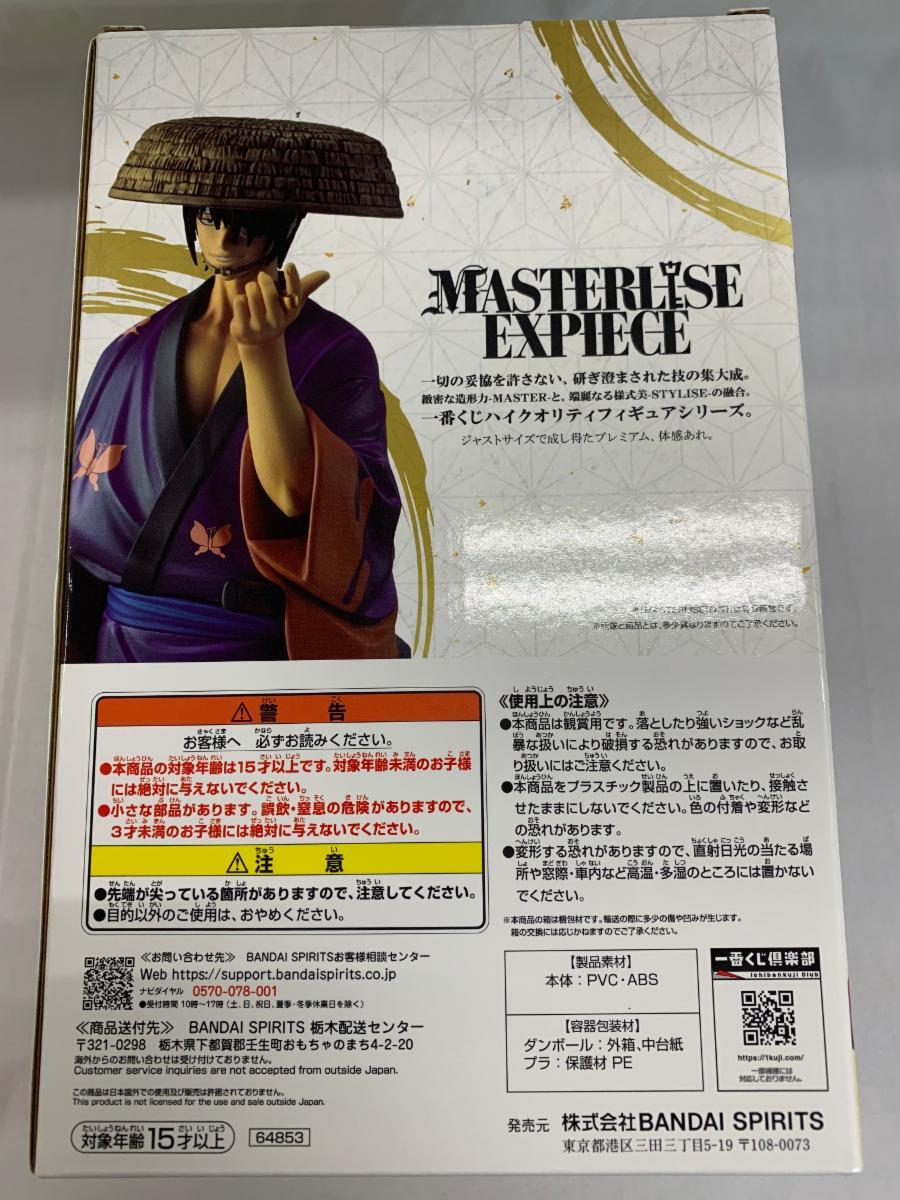 MASTERLISE
EXPIECE
一切の妥協を許さない、研ぎ澄まされた技の集大成。
緻密な造形力-MASTER-と、端麗なる様式美-STYLISE-の融合。
一番くじハイクオリティフィギュアシリーズ。
ジャストサイズで成し得たプレミアム、体感あれ。
※画像と商品とは、多少異なりますのでご了承ください。
⚠警告
お客様へ 必ずお読みください。
●本商品の対象年齢は15才以上です。対象年齢未満のお子様
には絶対に与えないでください。
●小さな部品があります。誤飲・窒息の危険がありますので、
3才未満のお子様には絶対に与えないでください。
⚠注意
●先端が尖っている箇所がありますので、注意してください。
●目的以外のご使用は、おやめください。
≪使用上の注意≫
●本商品は観賞用です。落としたり強いショックなど乱
暴な扱いにより破損する恐れがありますので、お取
り扱いにはご注意ください。
●本商品をプラスチック製品の上に置いたり、接触さ
せたままにしないでください。色の付着や変形など
の恐れがあります。
●変形する恐れがありますので、直射日光の当たる場
所や窓際・車内など高温・多湿のところには置かない
でください。
※本商品の箱は梱包材です。輸送の際に多少の傷や凹みが生じます。
箱の交換には応じかねますのでご了承ください。
≪お問い合わせ先≫ BANDAI SPIRITSお客様相談センター
Web https://support.bandaispirits.co.jp
ナビダイヤル 0570-078-001
●受付時間 10時〜17時(土、日、祝日、夏季・冬季休業日を除く)
≪商品送付先≫ BANDAI SPIRITS 栃木配送センター
〒321-0298 栃木県下都賀郡壬生町おもちゃのまち4-2-20
海外からのお問い合わせは受け付けておりません。
Customer service inquiries are not accepted from outside Japan.
この商品は日本国外での使用及び販売は許諾されておりません。
This product is not licensed for the use and sale outside Japan.
対象年齢15才以上
64853
【製品素材】
本体:PVC・ABS
【容器包装材】
ダンボール:外箱、中台紙
プラ:保護材 PE
一番くじ倶楽部
Ichibankuji Club
https://1kuji.com/
一部機種には
対応しておりません。
発売元 株式会社BANDAI SPIRITS
東京都港区三田三丁目5-19 〒108-0073